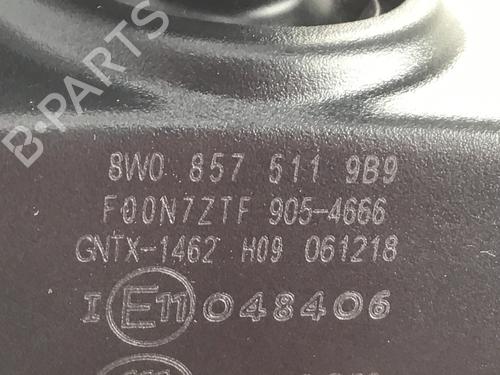 B-PARTS
8W0 857 511 9B9
FQ0N7ZTF 905-4666
GNTX-1462 H09 061218
I E11 048406